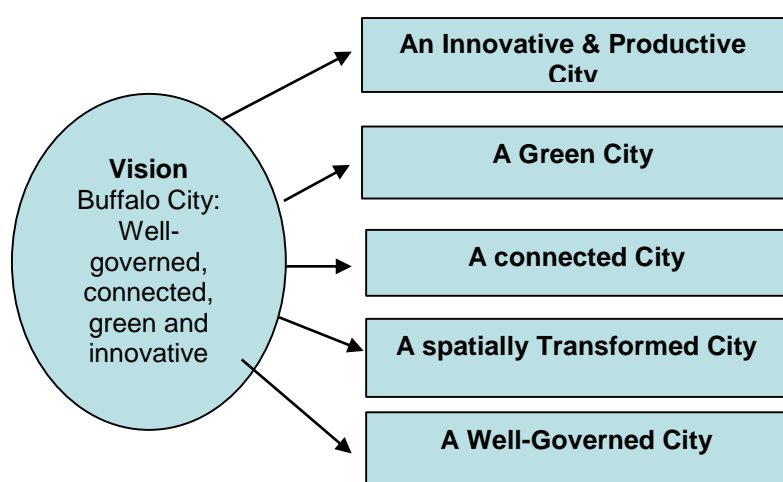 An Innovative & Productive
City
A Green City
Vision
Buffalo City:
Well-
governed,
connected,
green and
innovative
A connected City
A spatially Transformed City
A Well-Governed City